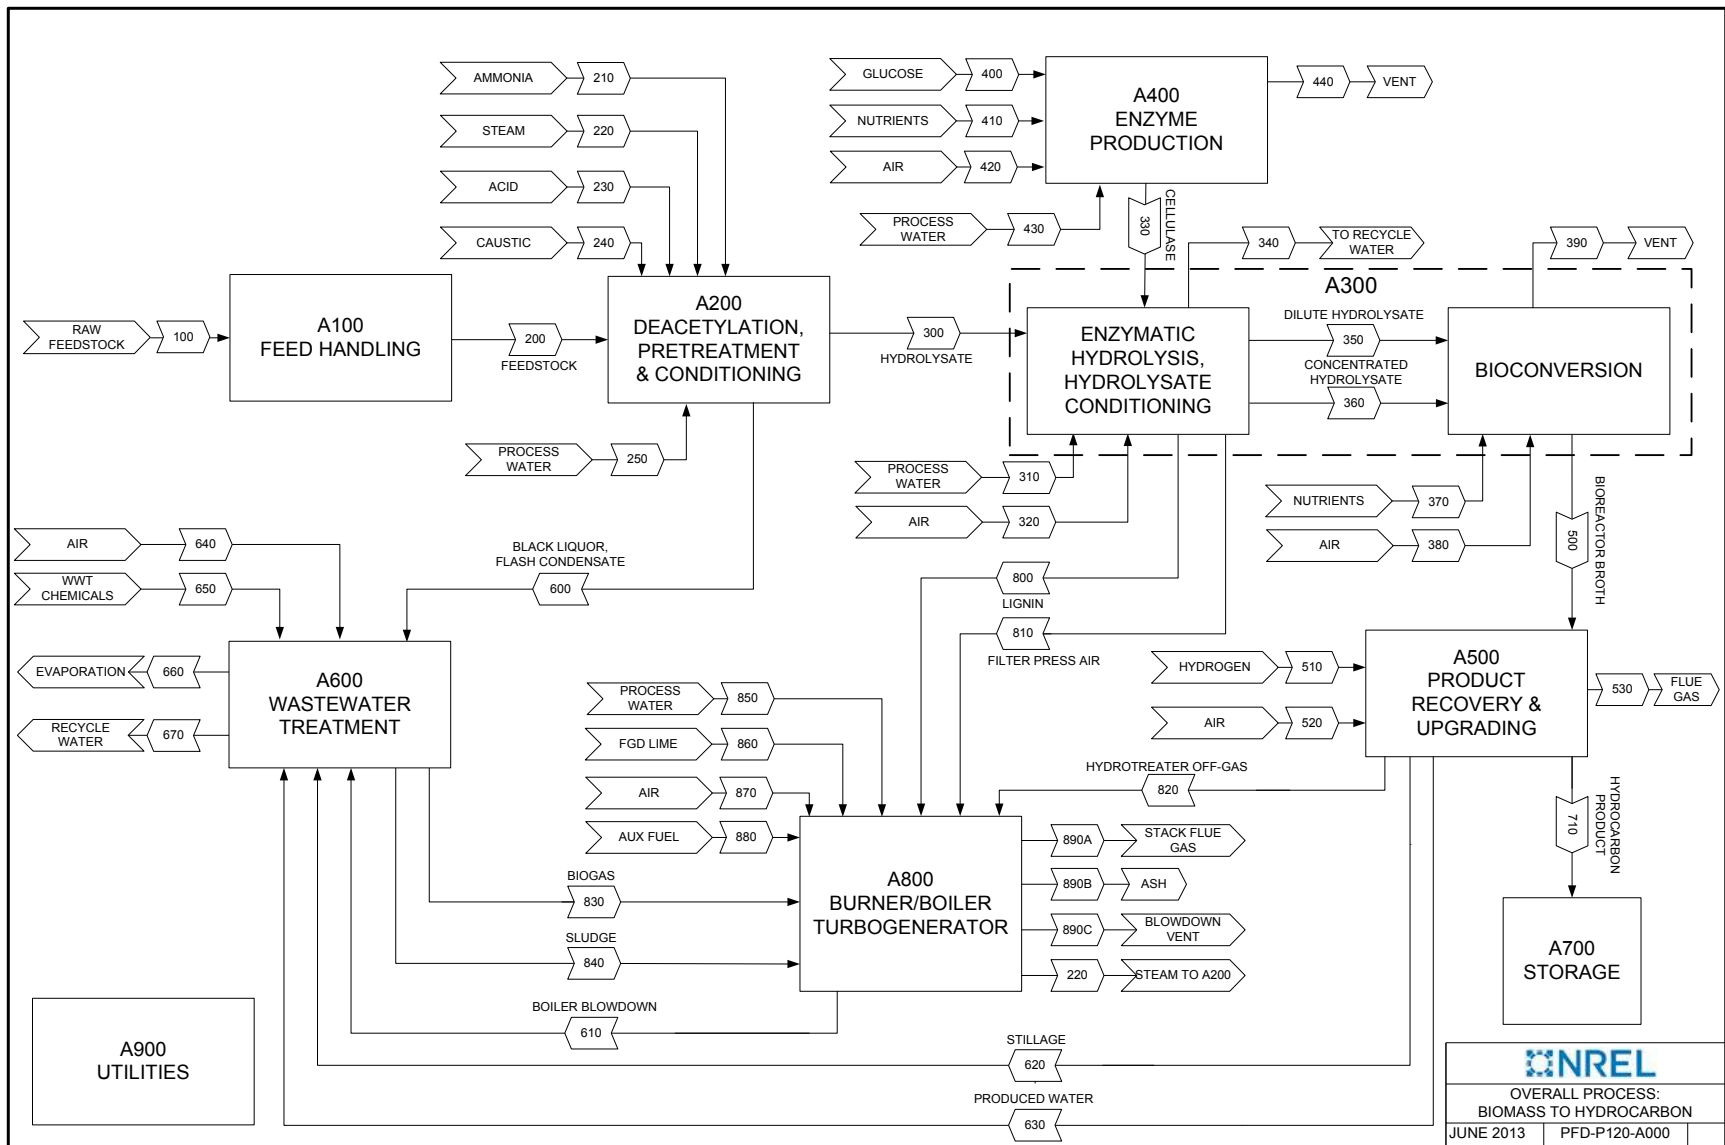 AMMONIA
210
STEAM
220
ACID
230
CAUSTIC
240
GLUCOSE
400
NUTRIENTS
410
AIR
420
PROCESS
WATER
430
A400
ENZYME
PRODUCTION
440
VENT
CELLULASE
330
340
TO RECYCLE
WATER
390
VENT
RAW
FEEDSTOCK
100
A100
FEED HANDLING
200
FEEDSTOCK
A200
DEACETYLATION,
PRETREATMENT
& CONDITIONING
300
HYDROLYSATE
A300
ENZYMATIC
HYDROLYSIS,
HYDROLYSATE
CONDITIONING
DILUTE HYDROLYSATE
350
CONCENTRATED
HYDROLYSATE
360
BIOCONVERSION
PROCESS
WATER
250
PROCESS
WATER
310
AIR
320
NUTRIENTS
370
AIR
380
500
BIOREACTOR BROTH
AIR
640
WWT
CHEMICALS
650
BLACK LIQUOR,
FLASH CONDENSATE
600
800
LIGNIN
810
FILTER PRESS AIR
EVAPORATION
660
RECYCLE
WATER
670
A600
WASTEWATER
TREATMENT
HYDROGEN
510
AIR
520
A500
PRODUCT
RECOVERY &
UPGRADING
530
FLUE
GAS
PROCESS
WATER
850
FGD LIME
860
AIR
870
AUX FUEL
880
HYDROTREATER OFF-GAS
820
710
HYDROCARBON
PRODUCT
BIOGAS
830
SLUDGE
840
A800
BURNER/BOILER
TURBOGENERATOR
890A
STACK FLUE
GAS
890B
ASH
890C
BLOWDOWN
VENT
220
STEAM TO A200
A700
STORAGE
BOILER BLOWDOWN
610
STILLAGE
620
PRODUCED WATER
630
A900
UTILITIES
NREL
OVERALL PROCESS:
BIOMASS TO HYDROCARBON
JUNE 2013
PFD-P120-A000